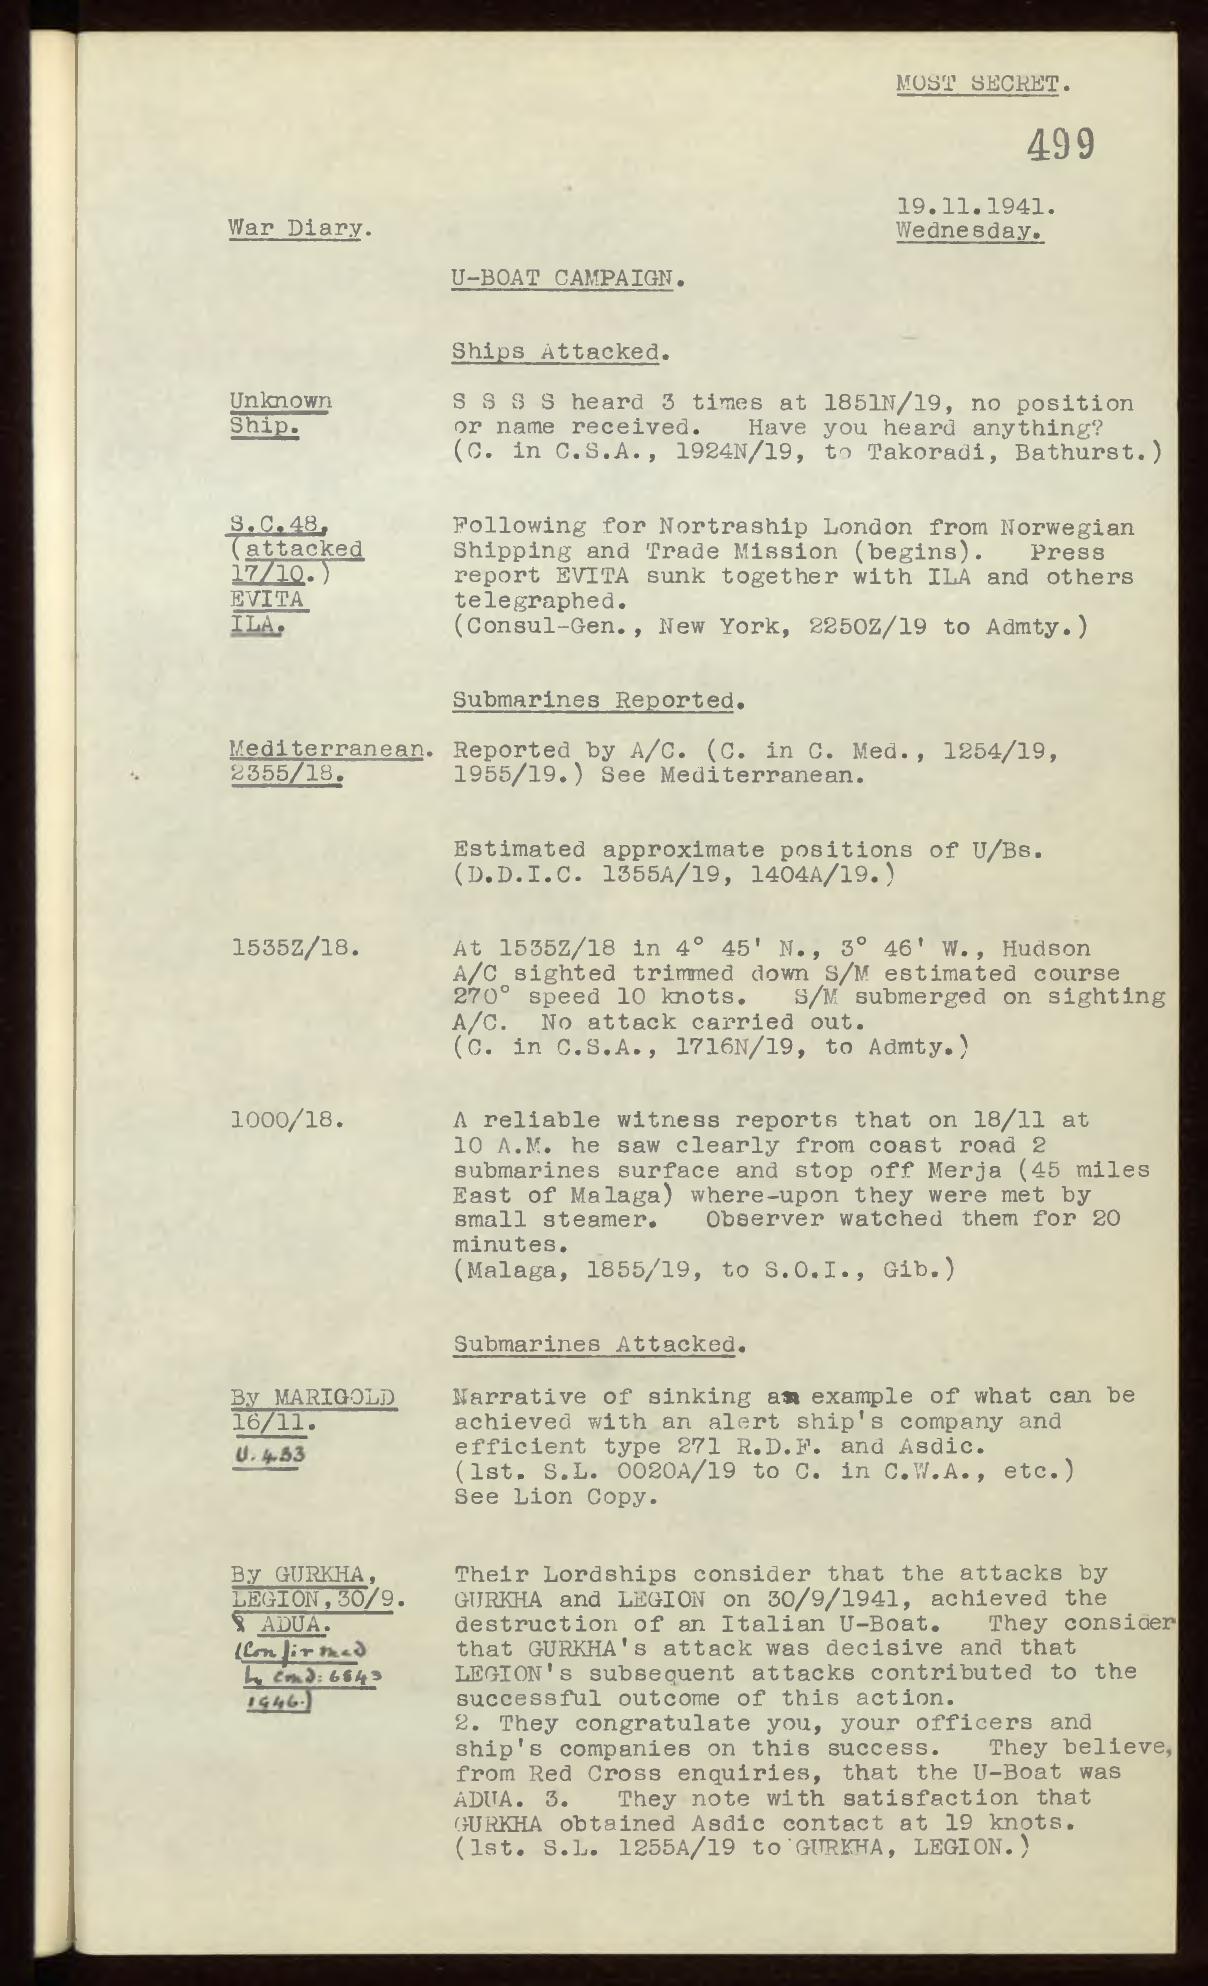 MOST SECRET.
499
19.11.1941.
War Diary.
Wednesday.
U-BOAT CAMPAIGN.
Ships Attacked.
Unknown
Ship.
S S S S heard 3 times at 1851N/19, no position
or name received. Have you heard anything?
(C. in C.S.A., 1924N/19, to Takoradi, Bathurst.)
S.C.48,
(attacked
17/10.)
EVITA
ILA.
Following for Nortraship London from Norwegian
Shipping and Trade Mission (begins). Press
report EVITA sunk together with ILA and others
telegraphed.
(Consul-Gen., New York, 2250Z/19 to Admty.)
Submarines Reported.
Mediterranean.
2355/18.
Reported by A/C. (C. in C. Med., 1254/19,
1955/19.) See Mediterranean.
Estimated approximate positions of U/Bs.
(D.D.I.C. 1355A/19, 1404A/19.)
1535Z/18.
At 1535Z/18 in 4° 45' N., 3° 46' W., Hudson
A/C sighted trimmed down S/M estimated course
270° speed 10 knots. S/M submerged on sighting
A/C. No attack carried out.
(C. in C.S.A., 1716N/19, to Admty.)
1000/18.
A reliable witness reports that on 18/11 at
10 A.M. he saw clearly from coast road 2
submarines surface and stop off Merja (45 miles
East of Malaga) where-upon they were met by
small steamer. Observer watched them for 20
minutes.
(Malaga, 1855/19, to S.O.I., Gib.)
Submarines Attacked.
By MARIGOLD
16/11.
U.433
Narrative of sinking an example of what can be
achieved with an alert ship's company and
efficient type 271 R.D.F. and Asdic.
(1st. S.L. 0020A/19 to C. in C.W.A., etc.)
See Lion Copy.
By GURKHA,
LEGION, 30/9.
ADUA.
(Confirmed
by Cmd: 6843
1946.)
Their Lordships consider that the attacks by
GURKHA and LEGION on 30/9/1941, achieved the
destruction of an Italian U-Boat. They consider
that GURKHA's attack was decisive and that
LEGION's subsequent attacks contributed to the
successful outcome of this action.
2. They congratulate you, your officers and
ship's companies on this success. They believe,
from Red Cross enquiries, that the U-Boat was
ADUA. 3. They note with satisfaction that
GURKHA obtained Asdic contact at 19 knots.
(1st. S.L. 1255A/19 to GURKHA, LEGION.)